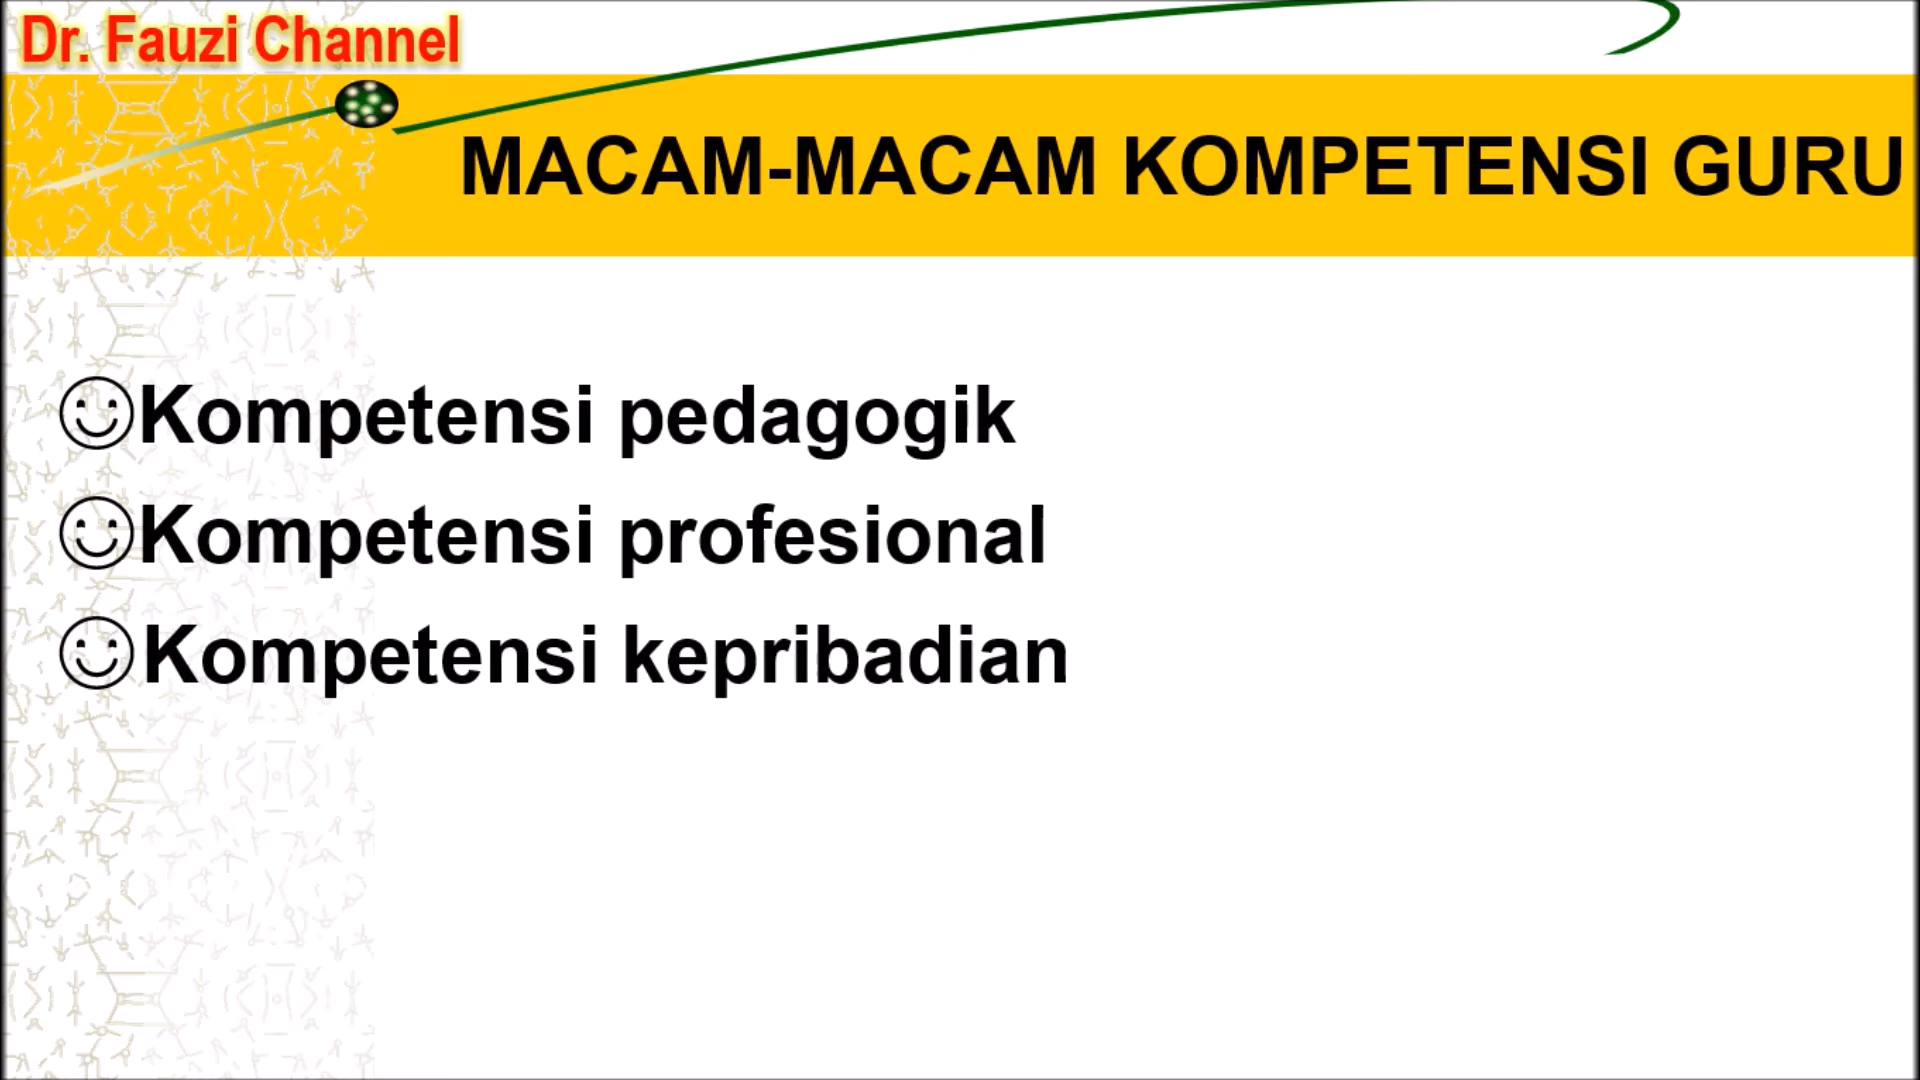 Dr. Fauzi Channel
MACAM-MACAM KOMPETENSI GURU
☺Kompetensi pedagogik
☺Kompetensi profesional
☺Kompetensi kepribadian